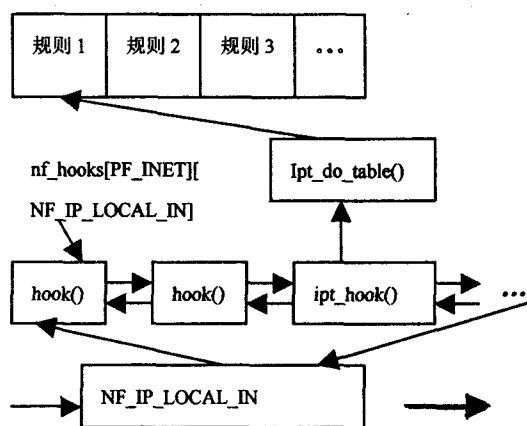 规则 1 规则 2 规则 3 ...
nf_hooks[PF_INET][
NF_IP_LOCAL_IN]
Ipt_do_table()
hook() hook() ipt_hook() ...
NF_IP_LOCAL_IN